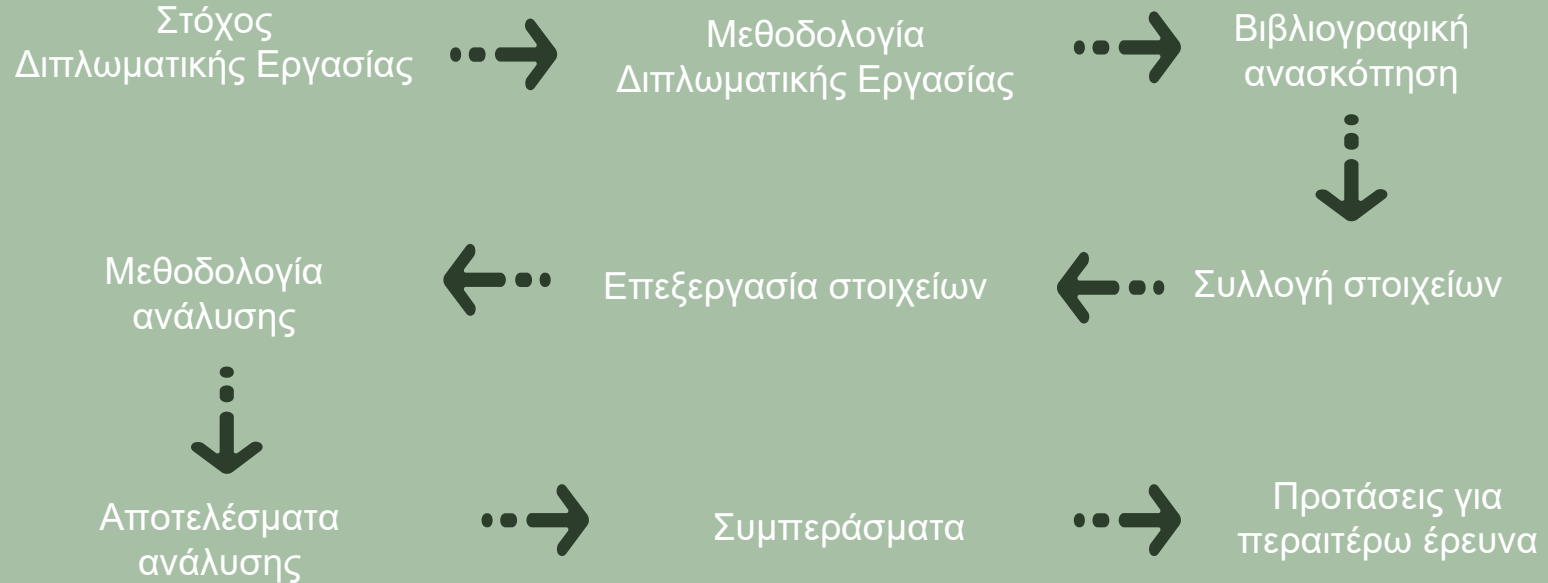 Στόχος
Διπλωματικής Εργασίας
Μεθοδολογία
Διπλωματικής Εργασίας
Βιβλιογραφική
ανασκόπηση
Συλλογή στοιχείων
Επεξεργασία στοιχείων
Μεθοδολογία
ανάλυσης
Αποτελέσματα
ανάλυσης
Συμπεράσματα
Προτάσεις για
περαιτέρω έρευνα